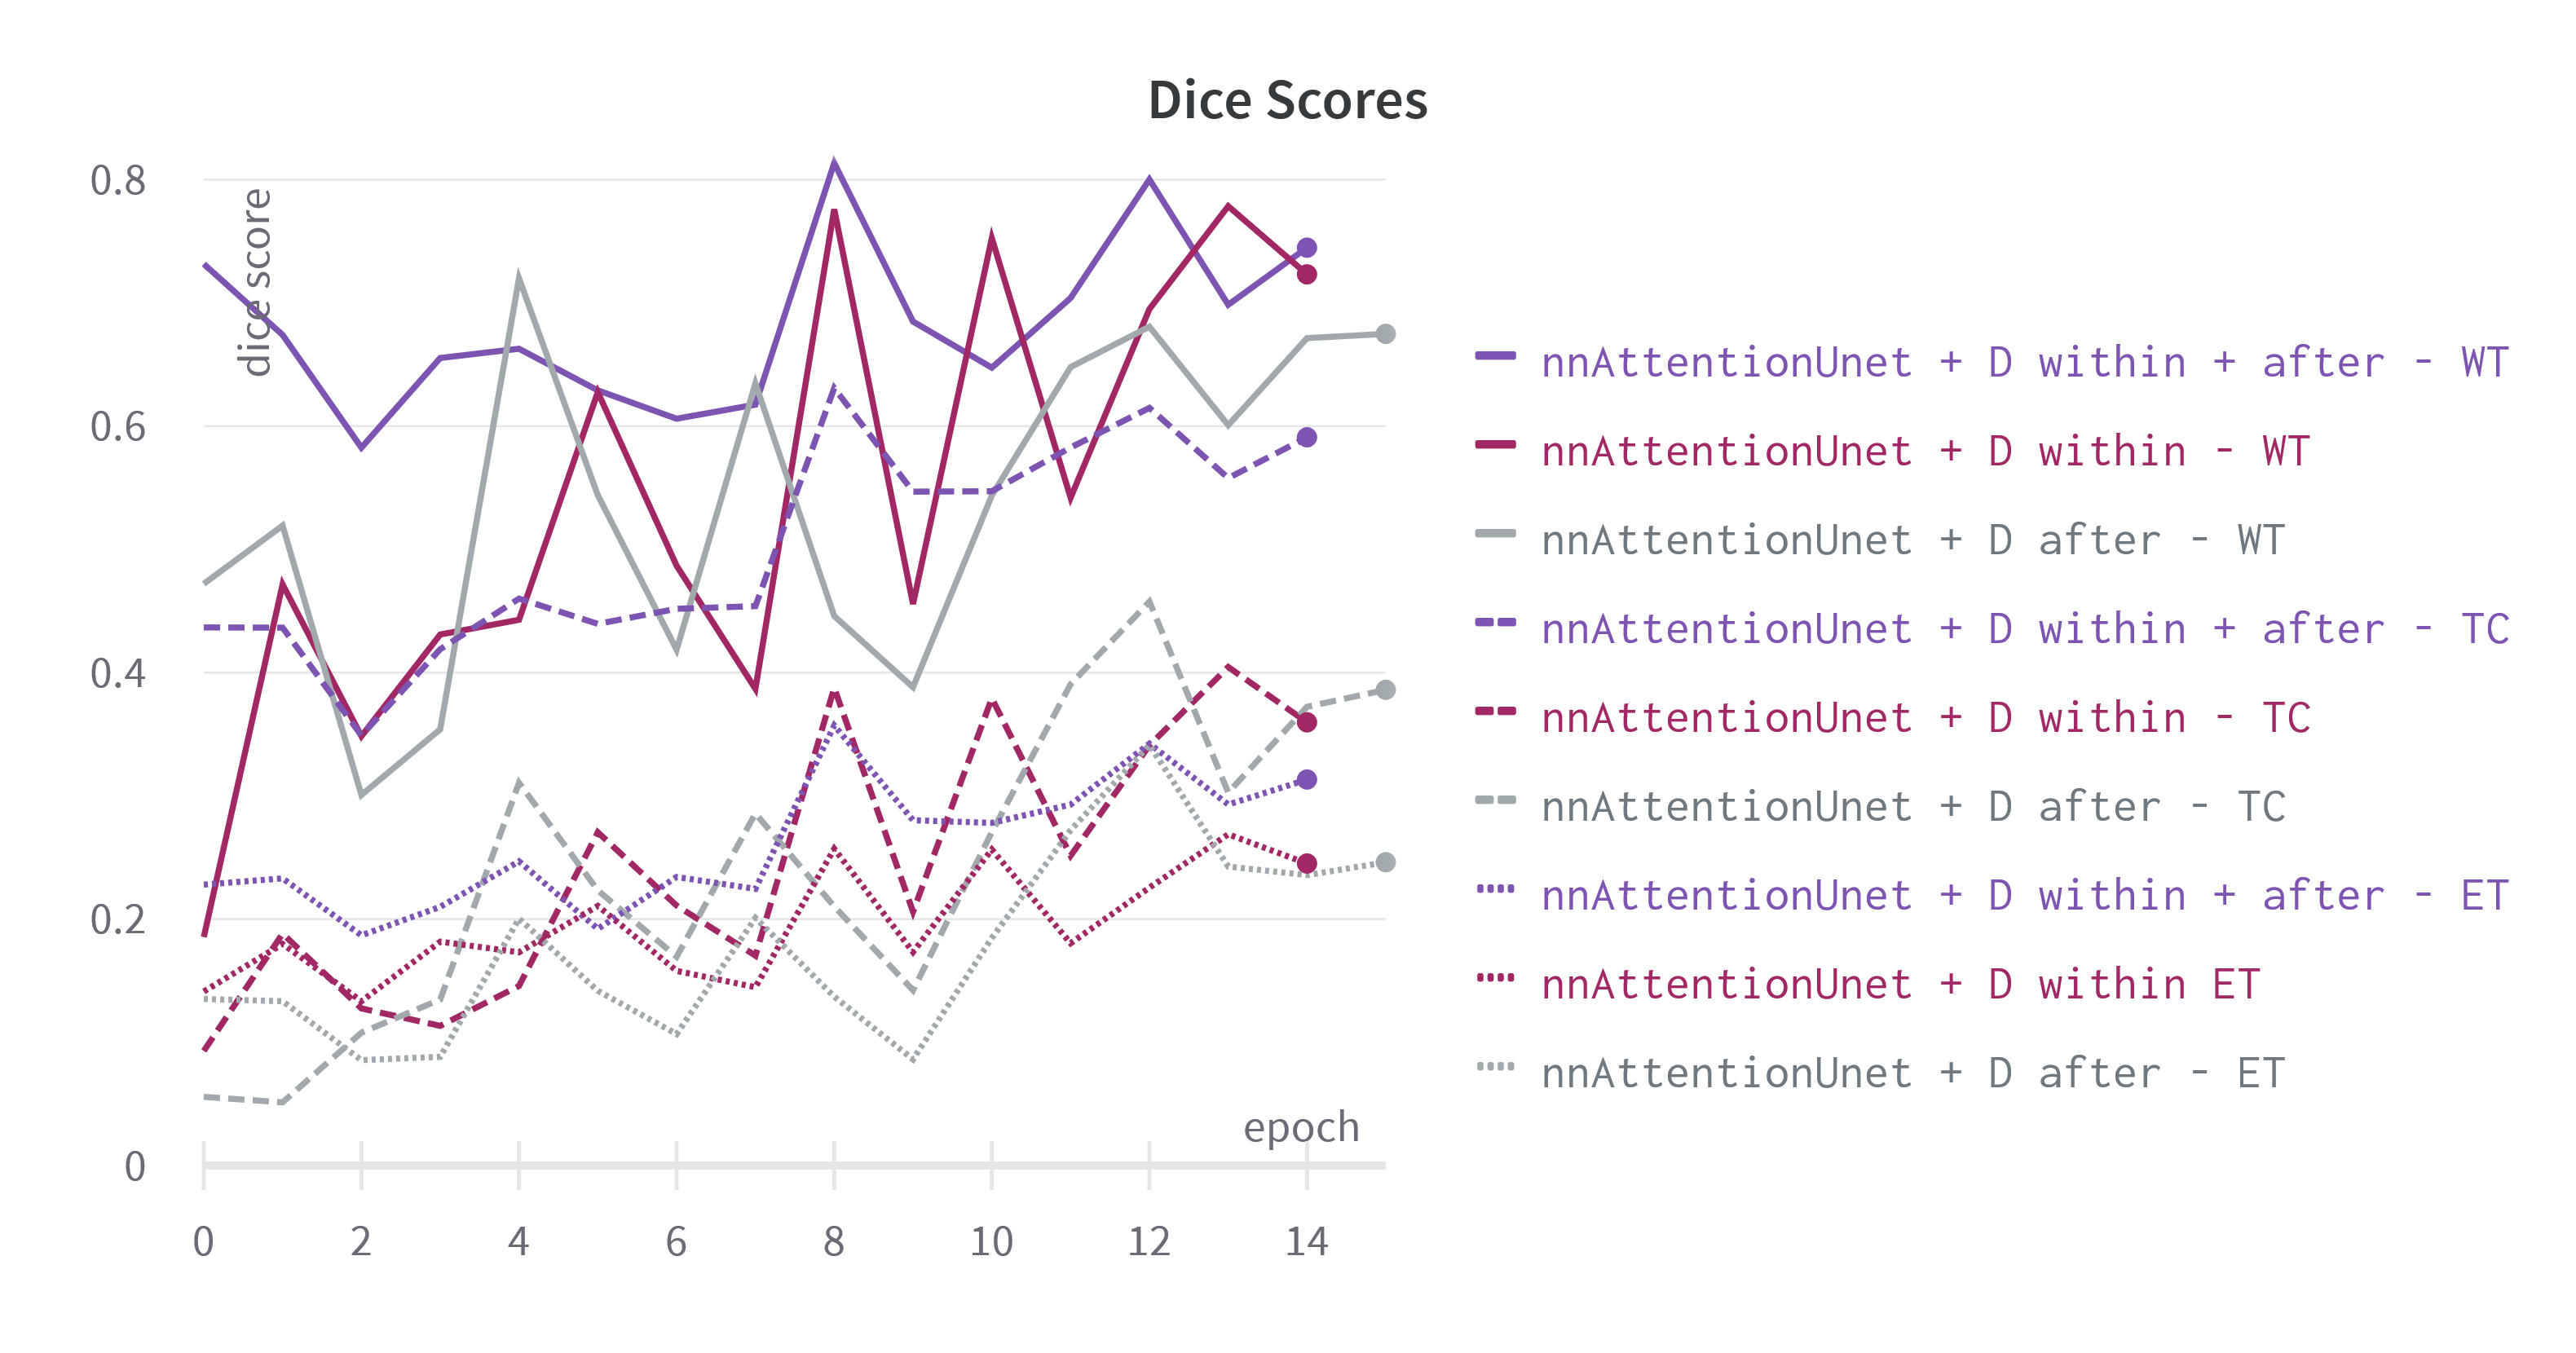 Dice Scores
dice score
0.8
0.6
0.4
0.2
0
0 2 4 6 8 10 12 14
epoch
nnAttentionUnet + D within + after - WT
nnAttentionUnet + D within - WT
nnAttentionUnet + D after - WT
nnAttentionUnet + D within + after - TC
nnAttentionUnet + D within - TC
nnAttentionUnet + D after - TC
nnAttentionUnet + D within + after - ET
nnAttentionUnet + D within ET
nnAttentionUnet + D after - ET